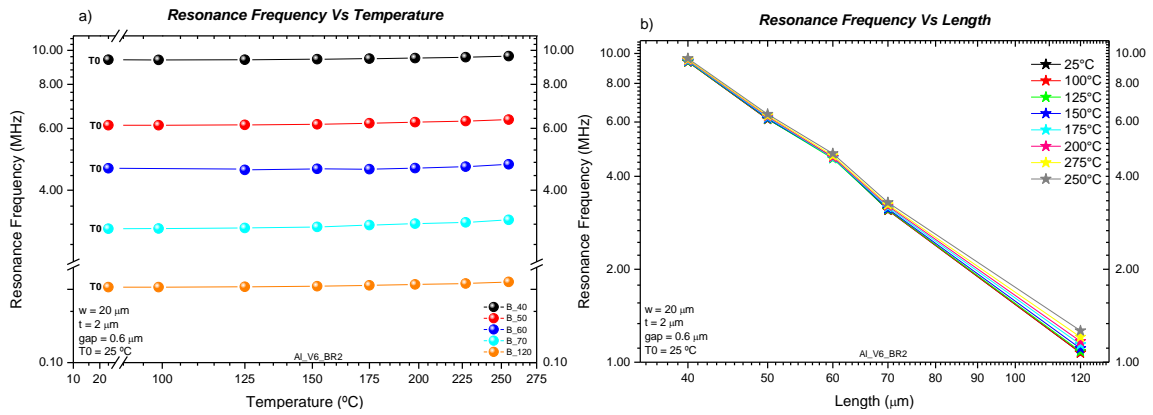 a)
Resonance Frequency Vs Temperature
10.00
6.00
4.00
0.10
Resonance Frequency (MHz)
T0
T0
T0
T0
T0
w = 20 μm
t = 2 μm
gap = 0.6 μm
T0 = 25 ºC
Al_V6_BR2
B_40
B_50
B_60
B_70
B_120
10.00
8.00
6.00
4.00
0.10
10 20 100 125 150 175 200 225 250 275
Temperature (ºC)
b)
Resonance Frequency Vs Length
10.00
8.00
6.00
4.00
2.00
1.00
Resonance Frequency (MHz)
25°C
100°C
125°C
150°C
175°C
200°C
275°C
250°C
w = 20 μm
t = 2 μm
gap = 0.6 μm
T0 = 25 ºC
Al_V6_BR2
10.00
8.00
6.00
4.00
2.00
1.00
40 50 60 70 80 90 100 110 120
Length (μm)